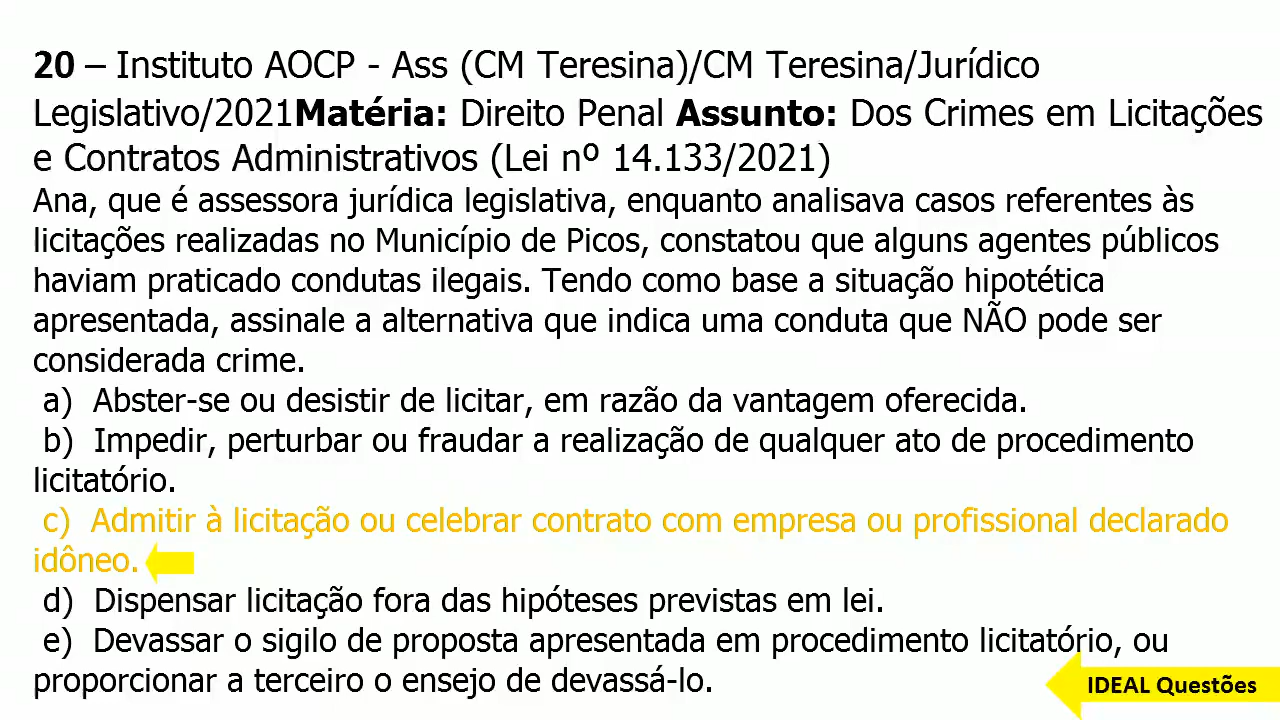 20 – Instituto AOCP - Ass (CM Teresina)/CM Teresina/Jurídico
Legislativo/2021Matéria: Direito Penal Assunto: Dos Crimes em Licitações
e Contratos Administrativos (Lei nº 14.133/2021)
Ana, que é assessora jurídica legislativa, enquanto analisava casos referentes às
licitações realizadas no Município de Picos, constatou que alguns agentes públicos
haviam praticado condutas ilegais. Tendo como base a situação hipotética
apresentada, assinale a alternativa que indica uma conduta que NÃO pode ser
considerada crime.
a) Abster-se ou desistir de licitar, em razão da vantagem oferecida.
b) Impedir, perturbar ou fraudar a realização de qualquer ato de procedimento
licitatório.
c) Admitir à licitação ou celebrar contrato com empresa ou profissional declarado
idôneo.
d) Dispensar licitação fora das hipóteses previstas em lei.
e) Devassar o sigilo de proposta apresentada em procedimento licitatório, ou
proporcionar a terceiro o ensejo de devassá-lo.
IDEAL Questões